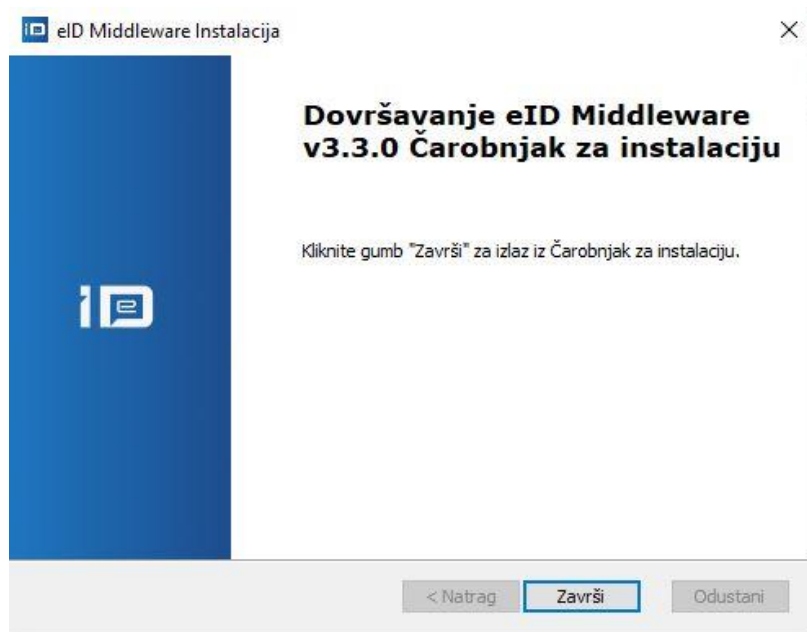 eID Middleware Instalacija
Dovršavanje eID Middleware
v3.3.0 Čarobnjak za instalaciju
Kliknite gumb "Završi" za izlaz iz Čarobnjak za instalaciju.
iD e
< Natrag Završi Odustani